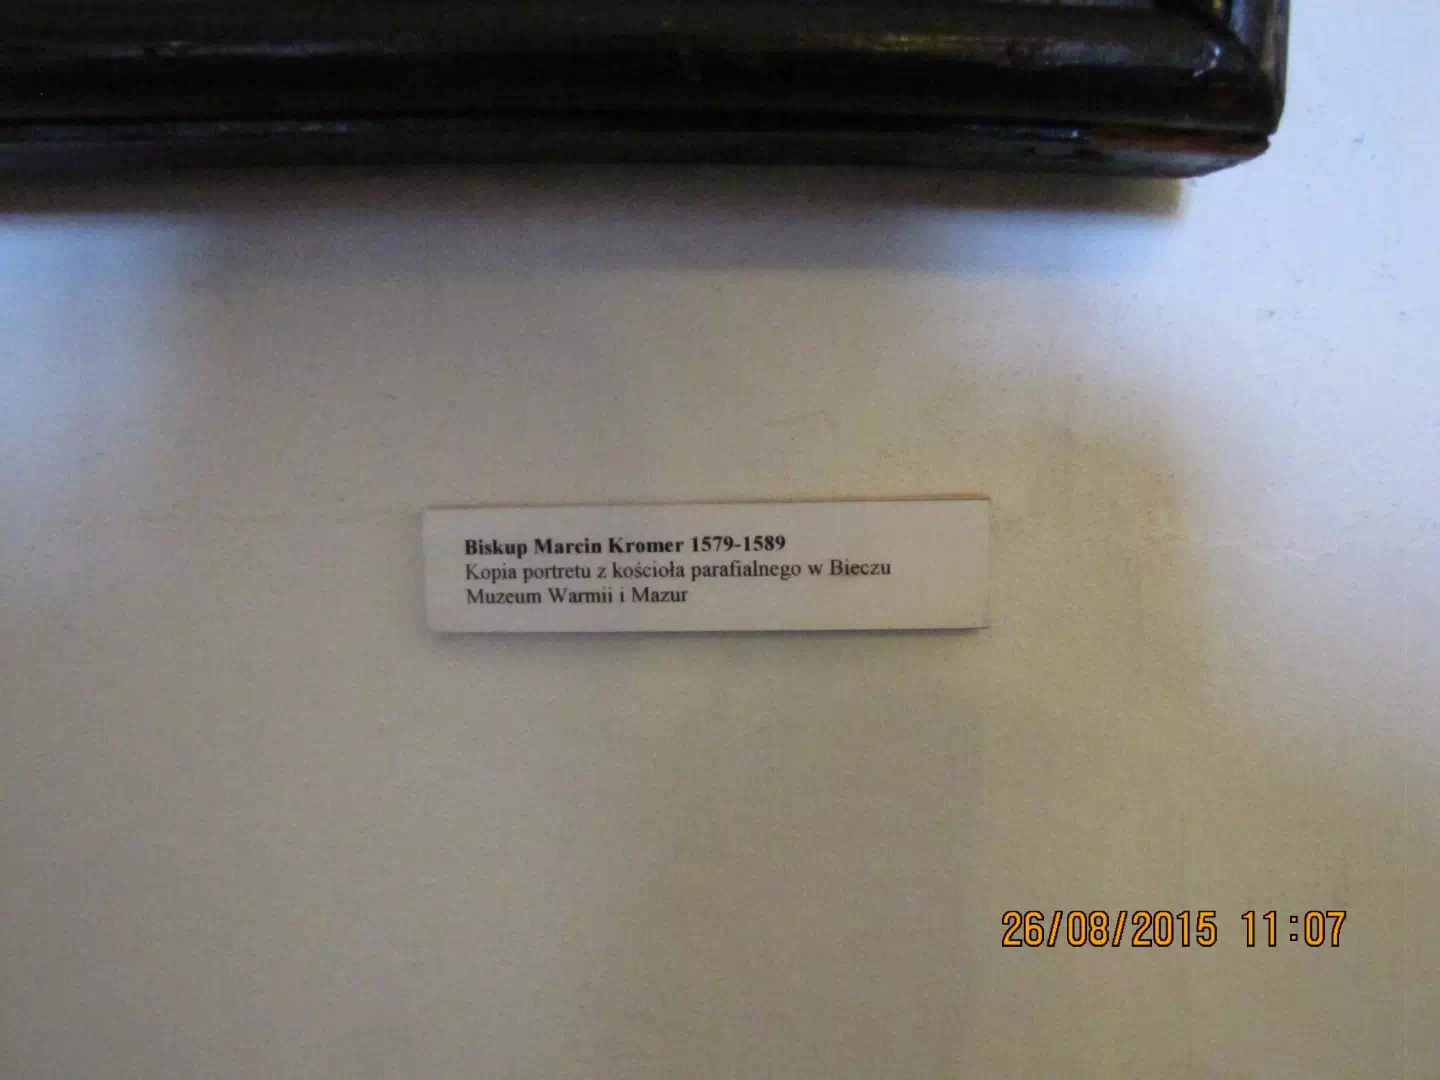 Biskup Marcin Kromer 1579-1589
Kopia portretu z kościoła parafialnego w Bieczu
Muzeum Warmii i Mazur
26/08/2015 11:07